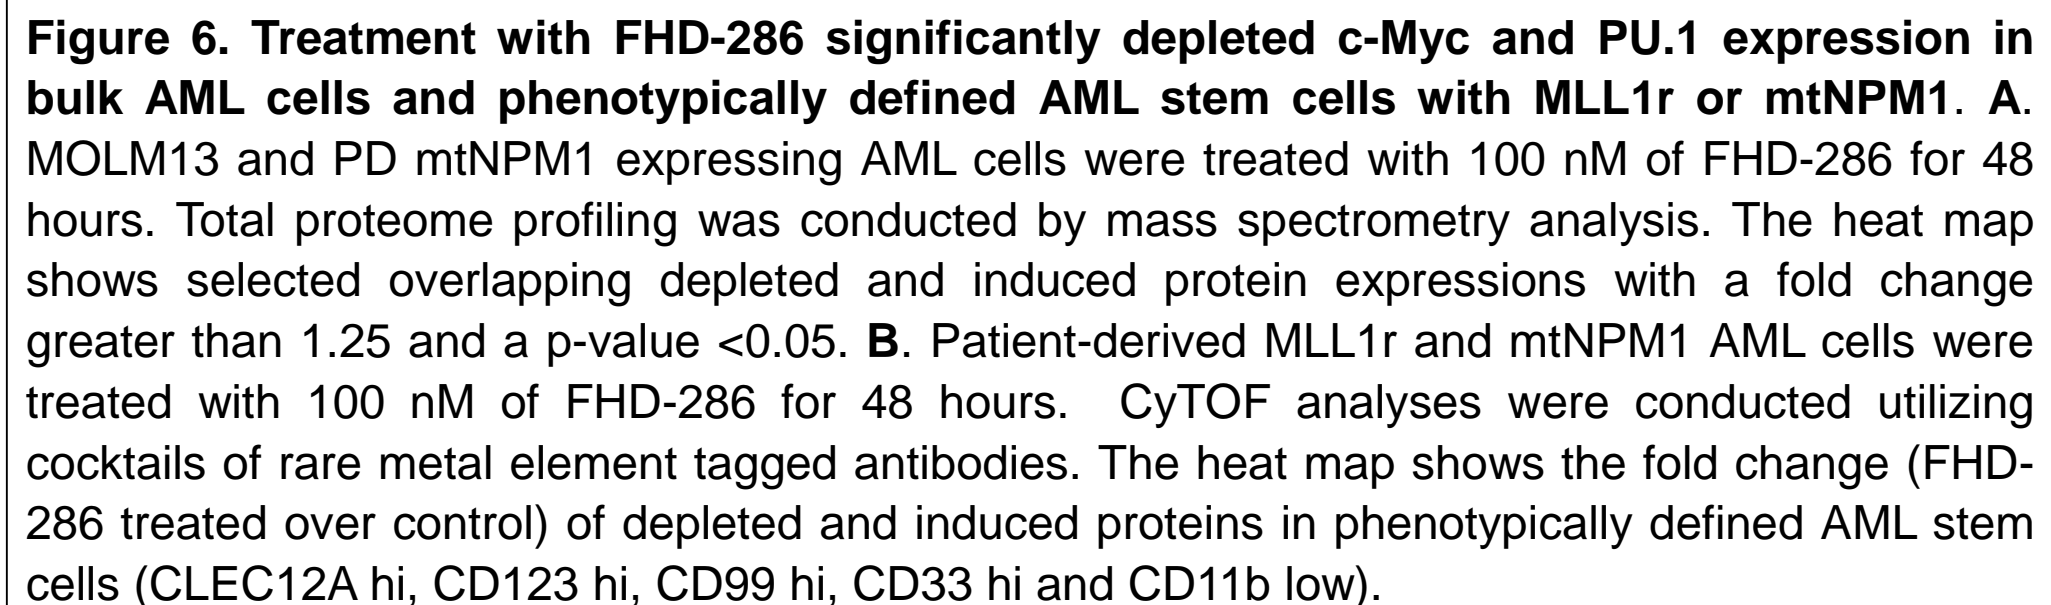 Figure 6. Treatment with FHD-286 significantly depleted c-Myc and PU.1 expression in
bulk AML cells and phenotypically defined AML stem cells with MLL1r or mtNPM1. A.
MOLM13 and PD mtNPM1 expressing AML cells were treated with 100 nM of FHD-286 for 48
hours. Total proteome profiling was conducted by mass spectrometry analysis. The heat map
shows selected overlapping depleted and induced protein expressions with a fold change
greater than 1.25 and a p-value <0.05. B. Patient-derived MLL1r and mtNPM1 AML cells were
treated with 100 nM of FHD-286 for 48 hours. CyTOF analyses were conducted utilizing
cocktails of rare metal element tagged antibodies. The heat map shows the fold change (FHD-
286 treated over control) of depleted and induced proteins in phenotypically defined AML stem
cells (CLEC12A hi, CD123 hi, CD99 hi, CD33 hi and CD11b low).